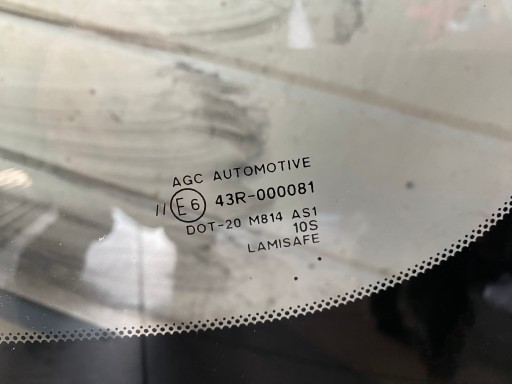 AGC AUTOMOTIVE
// E6 43R-000081
DOT-20 M814 AS1
10S
LAMISAFE